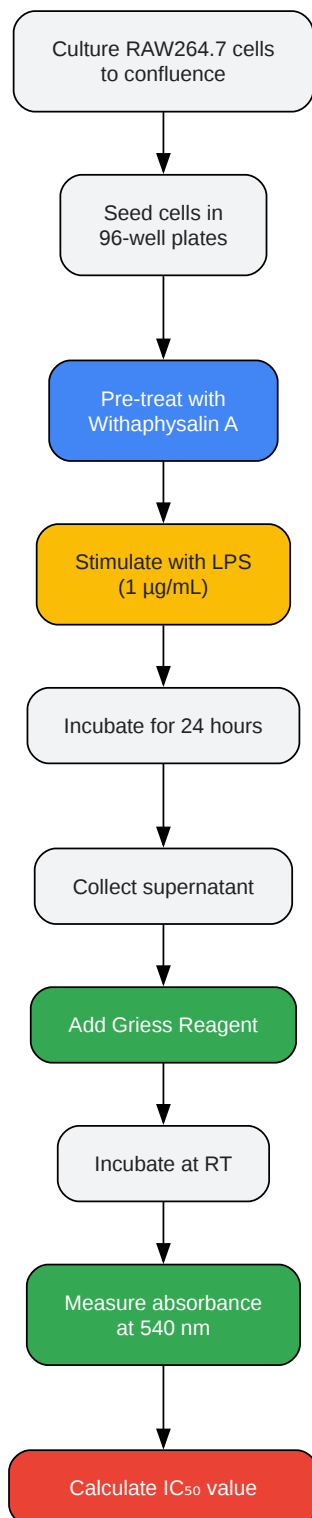 Culture RAW264.7 cells
to confluence
Seed cells in
96-well plates
Pre-treat with
Withaphysalin A
Stimulate with LPS
(1 µg/mL)
Incubate for 24 hours
Collect supernatant
Add Griess Reagent
Incubate at RT
Measure absorbance
at 540 nm
Calculate IC₅₀ value